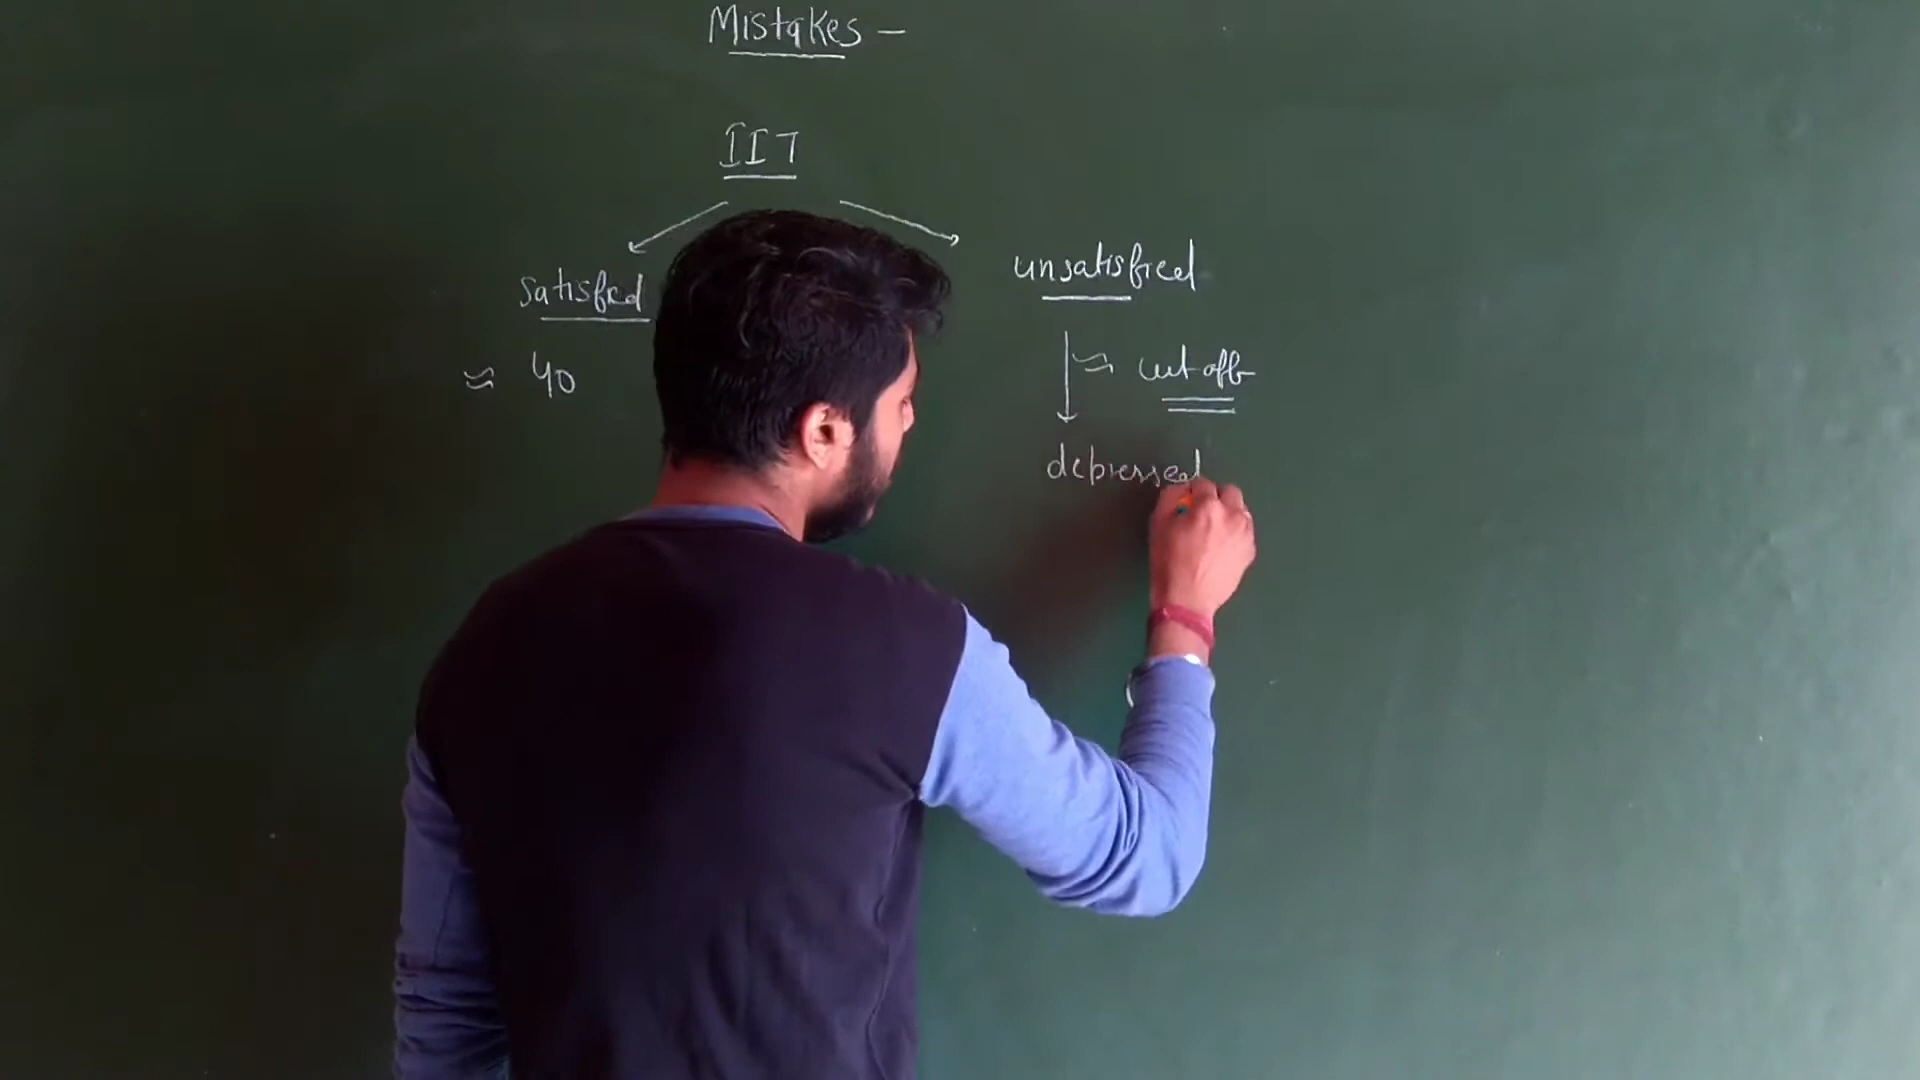 Mistakes –
IIT
satisfied
unsatisfied
≈ 40
≈ cut off
depressed